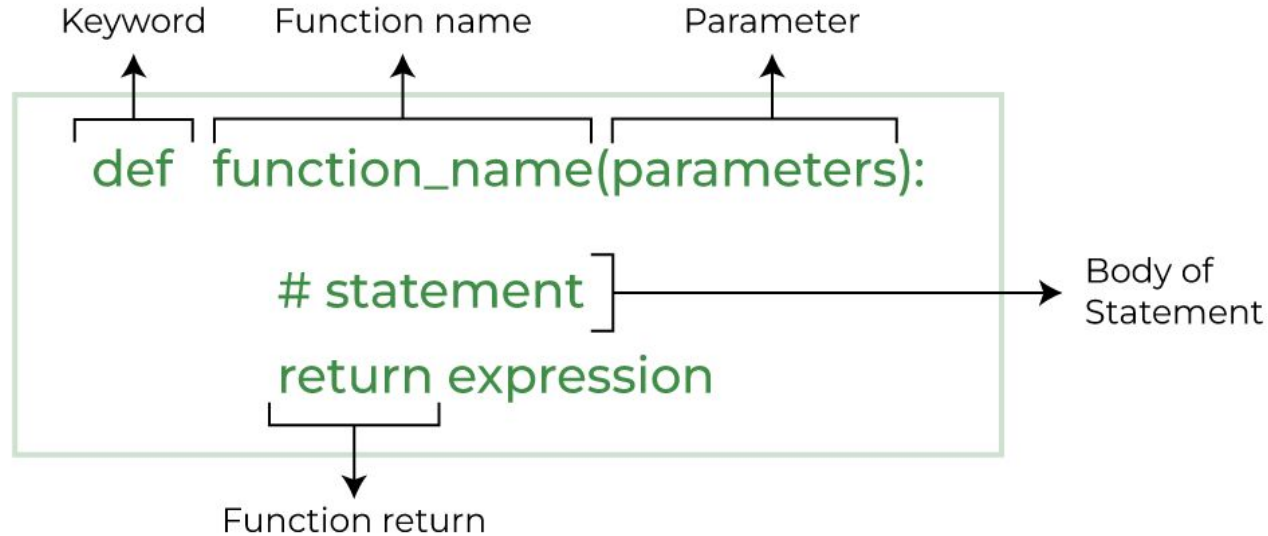 Keyword Function name Parameter
def function_name(parameters):
# statement
Body of
Statement
return expression
Function return